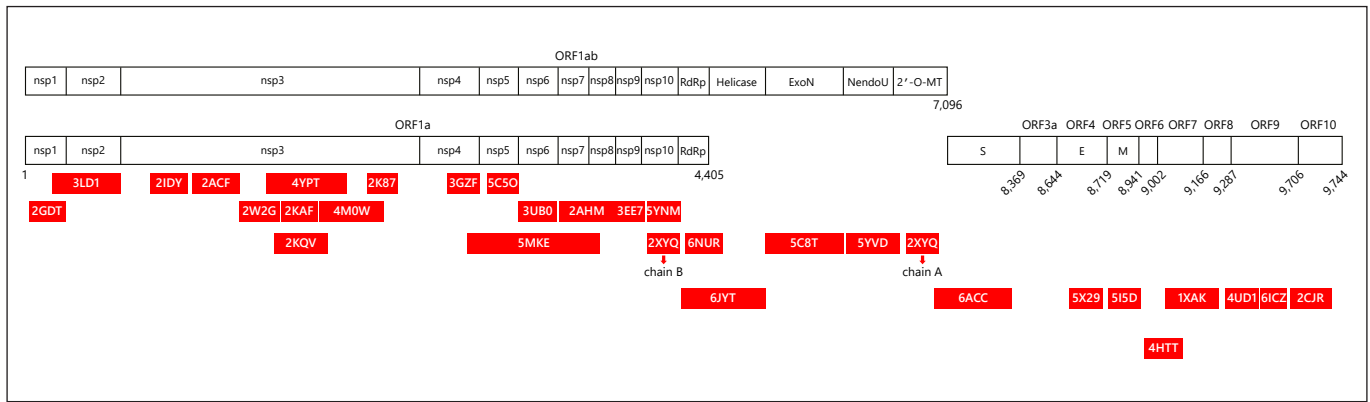 ORF1ab
nsp1 nsp2 nsp3 nsp4 nsp5 nsp6 nsp7 nsp8 nsp9 nsp10 RdRp Helicase ExoN NendoU 2′-O-MT
7,096
ORF1a ORF3a ORF4 ORF5 ORF6 ORF7 ORF8 ORF9 ORF10
nsp1 nsp2 nsp3 nsp4 nsp5 nsp6 nsp7 nsp8 nsp9 nsp10 RdRp S E M
1 4,405 8,369 8,644 8,719 8,941 9,002 9,166 9,287 9,706 9,744
3LD1 2IDY 2ACF 4YPT 2K87 3GZF 5C5O
2GDT 2W2G 2KAF 4M0W 3UB0 2AHM 3EE7 5YNM
2KQV 5MKE 2XYQ 6NUR 5C8T 5YVD 2XYQ
chain B chain A
6JYT 6ACC 5X29 5I5D 1XAK 4UD1 6ICZ 2CJR
4HTT